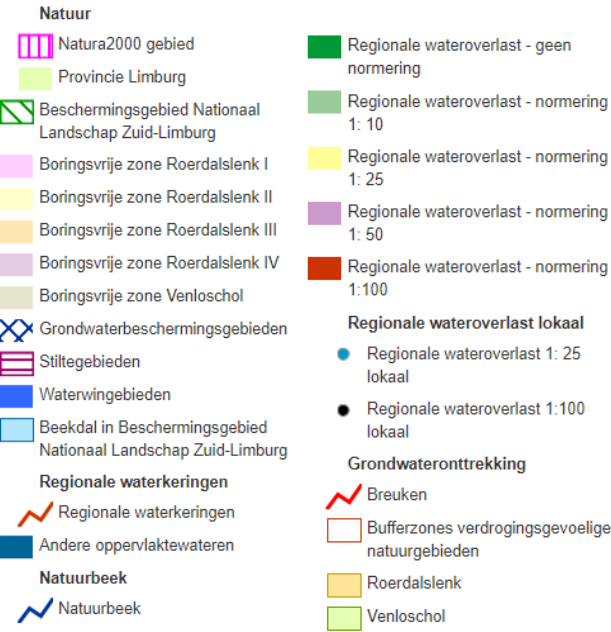 Natuur
Natura2000 gebied
Provincie Limburg
Beschermingsgebied Nationaal
Landschap Zuid-Limburg
Boringsvrije zone Roerdalslenk I
Boringsvrije zone Roerdalslenk II
Boringsvrije zone Roerdalslenk III
Boringsvrije zone Roerdalslenk IV
Boringsvrije zone Venloschol
Grondwaterbeschermingsgebieden
Stiltegebieden
Waterwingebieden
Beekdal in Beschermingsgebied
Nationaal Landschap Zuid-Limburg
Regionale waterkeringen
Regionale waterkeringen
Andere oppervlaktewateren
Natuurbeek
Natuurbeek
Regionale wateroverlast - geen
normering
Regionale wateroverlast - normering
1: 10
Regionale wateroverlast - normering
1: 25
Regionale wateroverlast - normering
1: 50
Regionale wateroverlast - normering
1:100
Regionale wateroverlast lokaal
Regionale wateroverlast 1: 25
lokaal
Regionale wateroverlast 1:100
lokaal
Grondwateronttrekking
Breuken
Bufferzones verdrogingsgevoelige
natuurgebieden
Roerdalslenk
Venloschol